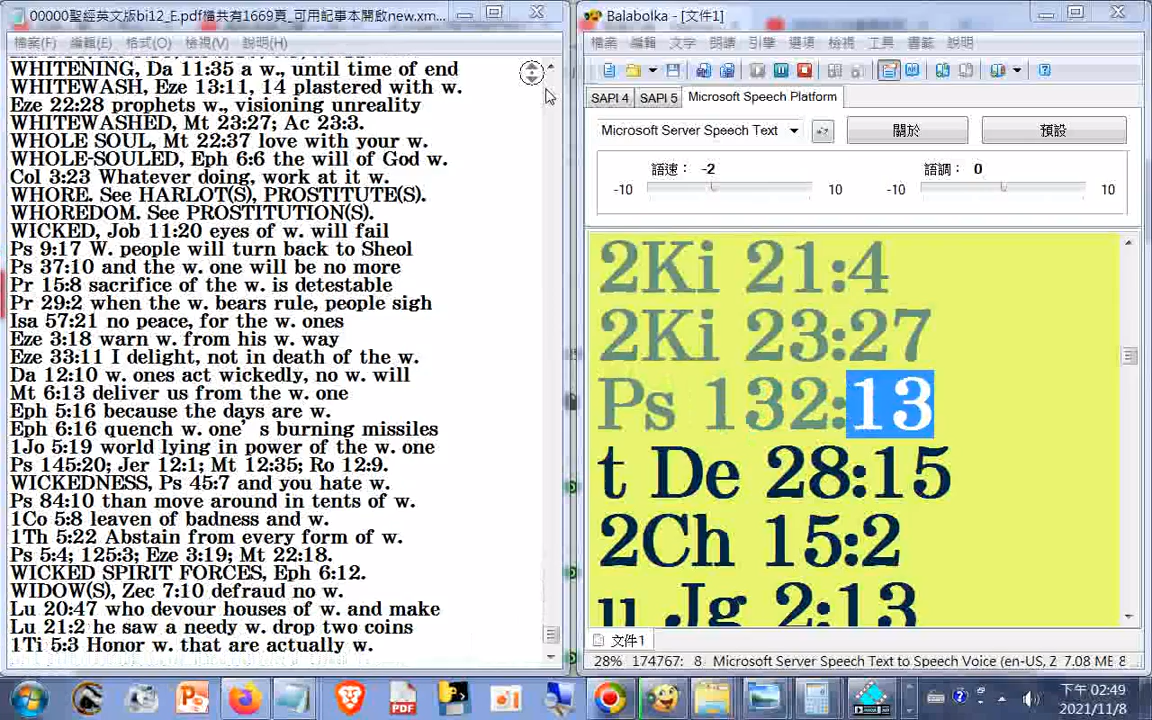 00000聖經英文版bi12_E.pdf檔共有1669頁_可用記事本開啟new.xm...
檔案(F) 編輯(E) 格式(O) 檢視(V) 說明(H)
WHITENING, Da 11:35 a w., until time of end
WHITEWASH, Eze 13:11, 14 plastered with w.
Eze 22:28 prophets w., visioning unreality
WHITEWASHED, Mt 23:27; Ac 23:3.
WHOLE SOUL, Mt 22:37 love with your w.
WHOLE-SOULED, Eph 6:6 the will of God w.
Col 3:23 Whatever doing, work at it w.
WHORE. See HARLOT(S), PROSTITUTE(S).
WHOREDOM. See PROSTITUTION(S).
WICKED, Job 11:20 eyes of w. will fail
Ps 9:17 W. people will turn back to Sheol
Ps 37:10 and the w. one will be no more
Pr 15:8 sacrifice of the w. is detestable
Pr 29:2 when the w. bears rule, people sigh
Isa 57:21 no peace, for the w. ones
Eze 3:18 warn w. from his w. way
Eze 33:11 I delight, not in death of the w.
Da 12:10 w. ones act wickedly, no w. will
Mt 6:13 deliver us from the w. one
Eph 5:16 because the days are w.
Eph 6:16 quench w. one’s burning missiles
1Jo 5:19 world lying in power of the w. one
Ps 145:20; Jer 12:1; Mt 12:35; Ro 12:9.
WICKEDNESS, Ps 45:7 and you hate w.
Ps 84:10 than move around in tents of w.
1Co 5:8 leaven of badness and w.
1Th 5:22 Abstain from every form of w.
Ps 5:4; 125:3; Eze 3:19; Mt 22:18.
WICKED SPIRIT FORCES, Eph 6:12.
WIDOW(S), Zec 7:10 defraud no w.
Lu 20:47 who devour houses of w. and make
Lu 21:2 he saw a needy w. drop two coins
1Ti 5:3 Honor w. that are actually w.
Balabolka - [文件1]
檔案 編輯 文字 朗讀 引擎 選項 檢視 工具 書籤 說明
SAPI 4 SAPI 5 Microsoft Speech Platform
Microsoft Server Speech Text 關於 預設
語速: -2 語調: 0
-10 10 -10 10
2Ki 21:4
2Ki 23:27
Ps 132:13
t De 28:15
2Ch 15:2
u Jg 2:13
文件1
28% 174767: 8 Microsoft Server Speech Text to Speech Voice (en-US, Z 7.08 MB 8
PDF
下午 02:49
2021/11/8